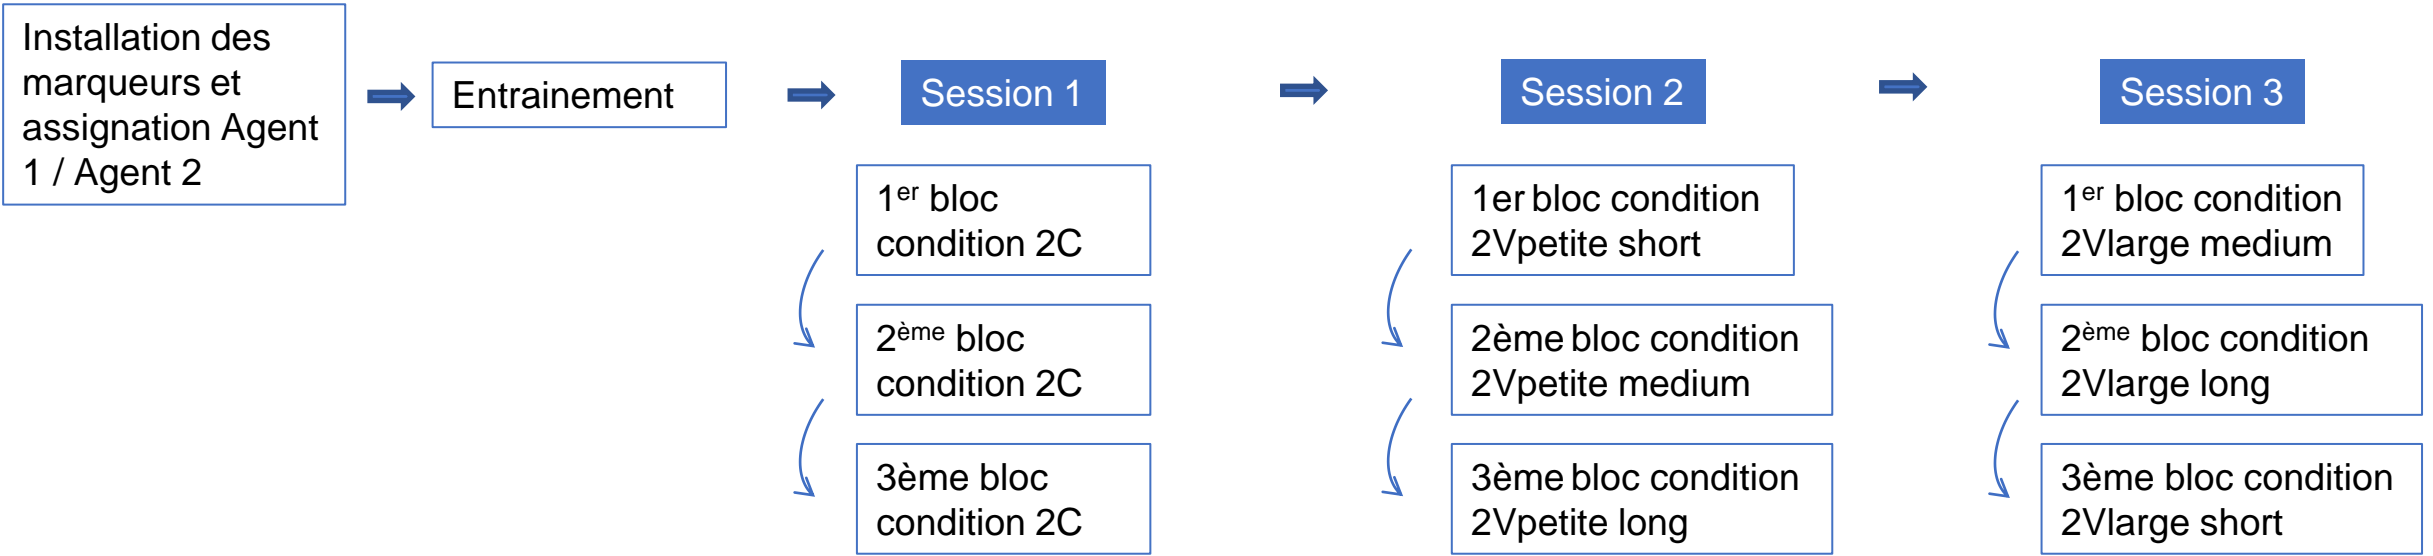 Installation des
marqueurs et
assignation Agent
1 / Agent 2
Entrainement
Session 1
1er bloc
condition 2C
2ème bloc
condition 2C
3ème bloc
condition 2C
Session 2
1er bloc condition
2Vpetite short
2ème bloc condition
2Vpetite medium
3ème bloc condition
2Vpetite long
Session 3
1er bloc condition
2Vlarge medium
2ème bloc condition
2Vlarge long
3ème bloc condition
2Vlarge short